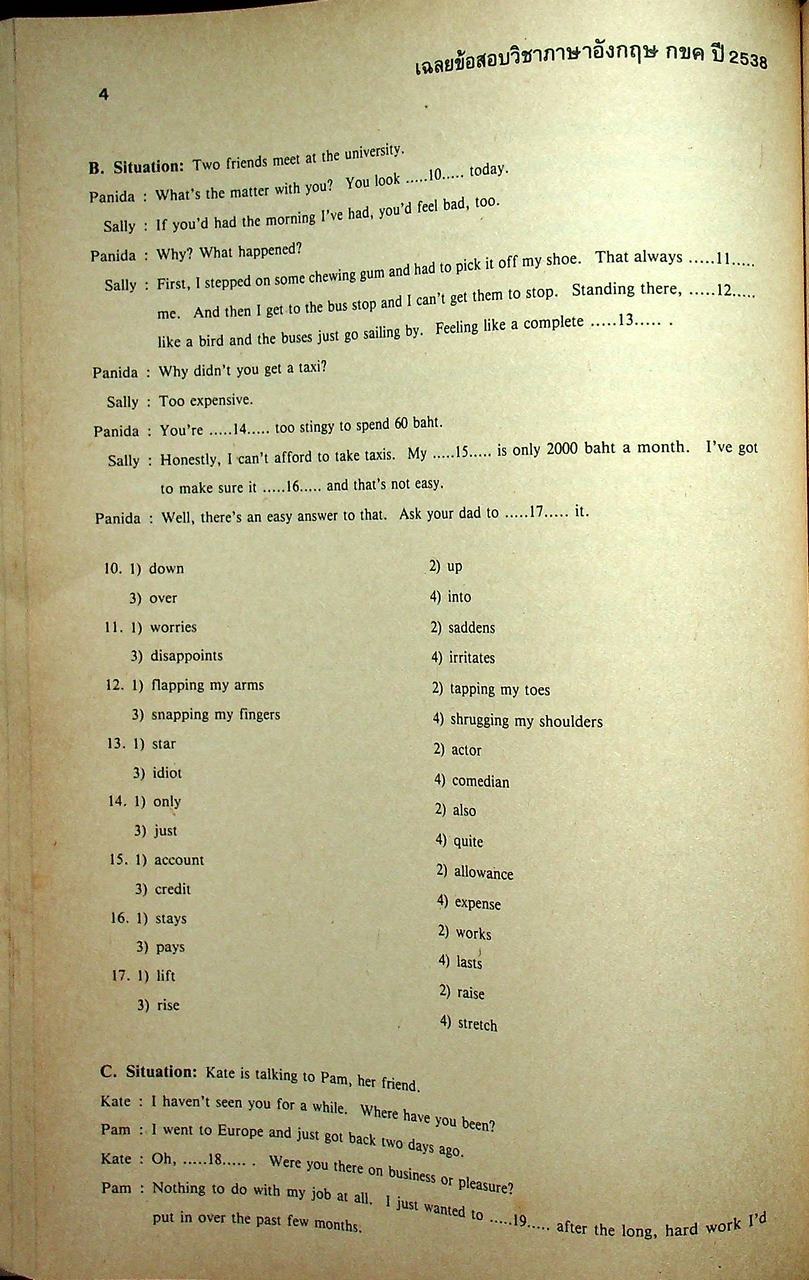 เฉลยข้อสอบวิชาภาษาอังกฤษ กขค ปี 2538
4
B. Situation: Two friends meet at the university.
Panida : What's the matter with you? You look .....10..... today.
Sally : If you'd had the morning I've had, you'd feel bad, too.
Panida : Why? What happened?
Sally : First, I stepped on some chewing gum and had to pick it off my shoe. That always .....11.....
me. And then I get to the bus stop and I can't get them to stop. Standing there, .....12.....
like a bird and the buses just go sailing by. Feeling like a complete .....13..... .
Panida : Why didn't you get a taxi?
Sally : Too expensive.
Panida : You're .....14..... too stingy to spend 60 baht.
Sally : Honestly, I can't afford to take taxis. My .....15..... is only 2000 baht a month. I've got
to make sure it .....16..... and that's not easy.
Panida : Well, there's an easy answer to that. Ask your dad to .....17..... it.
10. 1) down 2) up
3) over 4) into
11. 1) worries 2) saddens
3) disappoints 4) irritates
12. 1) flapping my arms 2) tapping my toes
3) snapping my fingers 4) shrugging my shoulders
13. 1) star 2) actor
3) idiot 4) comedian
14. 1) only 2) also
3) just 4) quite
15. 1) account 2) allowance
3) credit 4) expense
16. 1) stays 2) works
3) pays 4) lasts
17. 1) lift 2) raise
3) rise 4) stretch
C. Situation: Kate is talking to Pam, her friend.
Kate : I haven't seen you for a while. Where have you been?
Pam : I went to Europe and just got back two days ago.
Kate : Oh, .....18..... . Were you there on business or pleasure?
Pam : Nothing to do with my job at all. I just wanted to .....19..... after the long, hard work I'd
put in over the past few months.